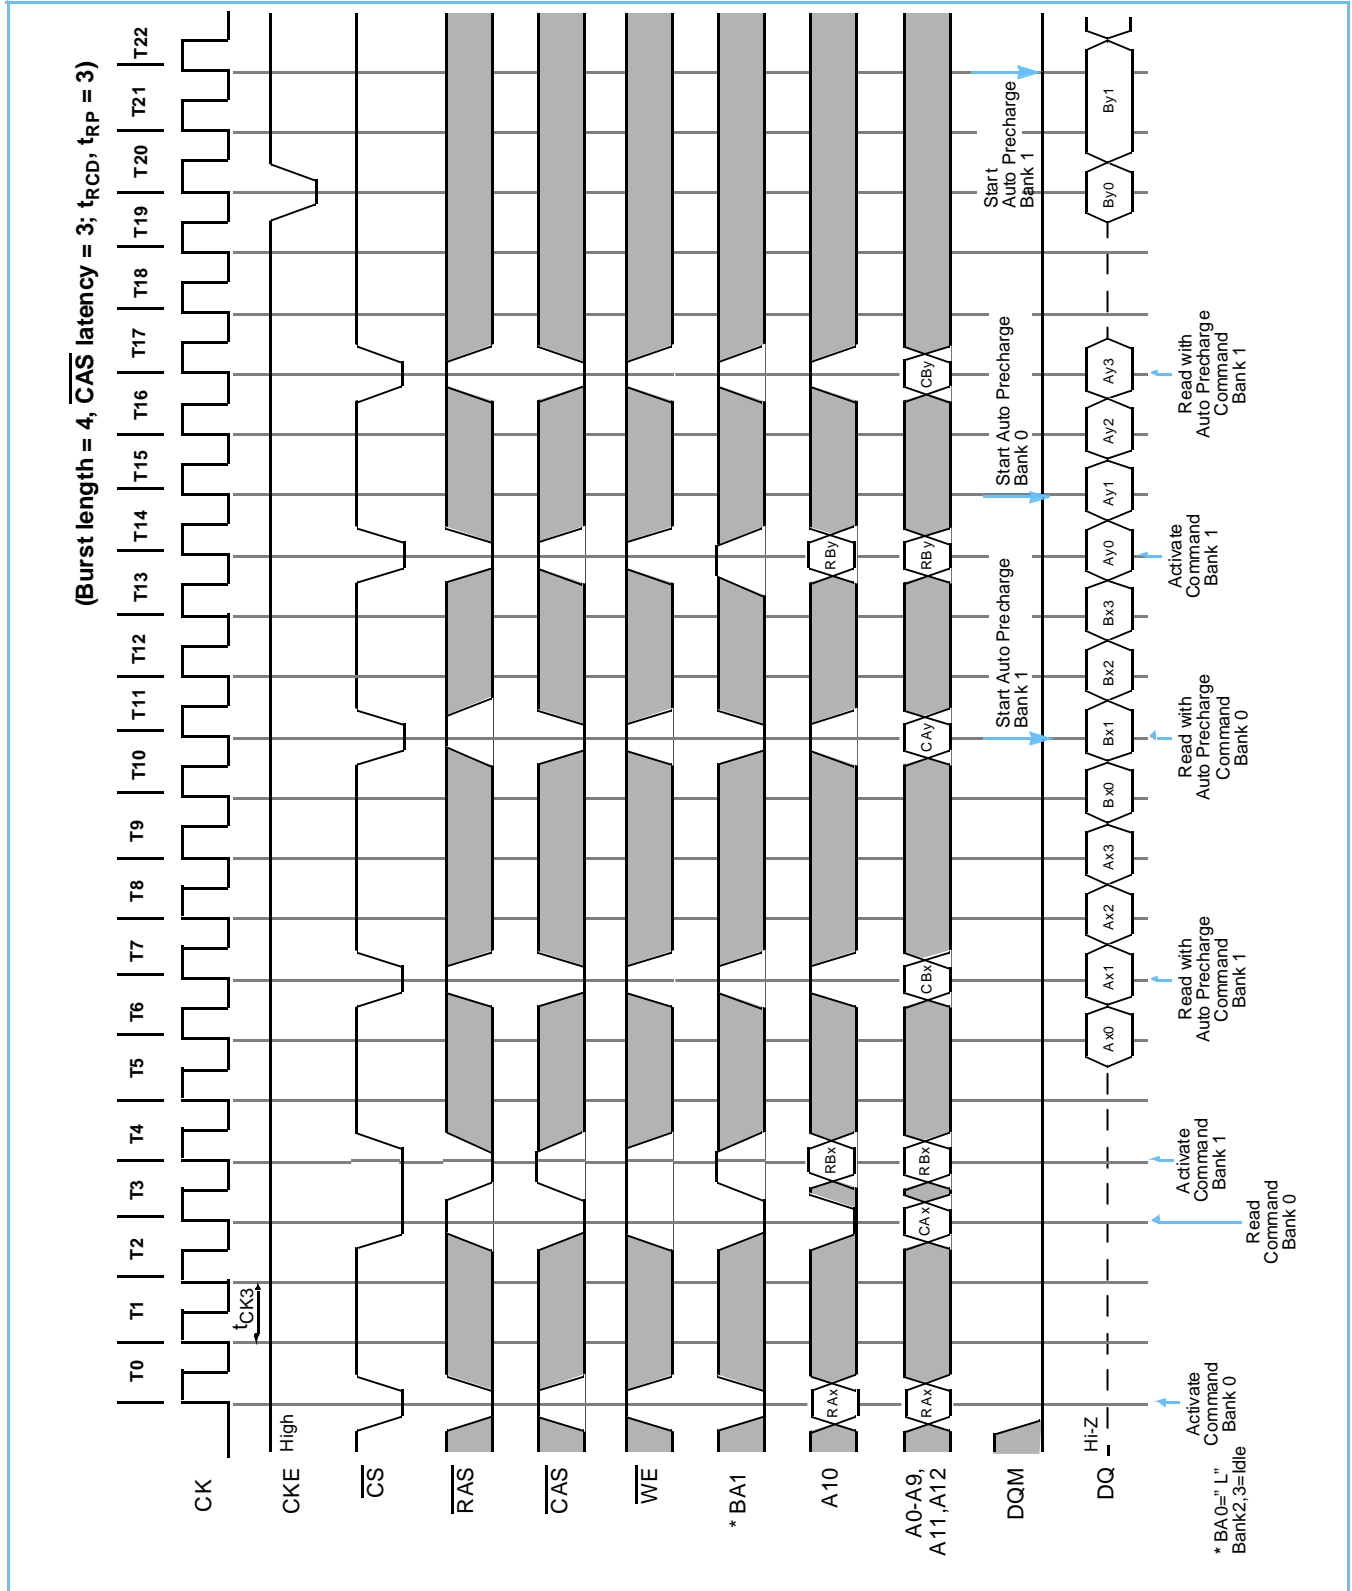 (Burst length = 4, CAS latency = 3; tRCD, tRP = 3)
T0 T1 T2 T3 T4 T5 T6 T7 T8 T9 T10 T11 T12 T13 T14 T15 T16 T17 T18 T19 T20 T21 T22
CK
tCK3
CKE
High
CS
RAS
CAS
WE
* BA1
A10
RAx RBx RBy
A0-A9,
A11,A12
RAx CAx RBx CBx CAy RBy CBy
DQM
Start Auto Precharge
Bank 1
Start Auto Precharge
Bank 0
Start
Auto Precharge
Bank 1
DQ
Hi-Z
Ax0 Ax1 Ax2 Ax3 Bx0 Bx1 Bx2 Bx3 Ay0 Ay1 Ay2 Ay3 By0 By1
Activate
Command
Bank 0
Read
Command
Bank 0
Activate
Command
Bank 1
Read with
Auto Precharge
Command
Bank 1
Read with
Auto Precharge
Command
Bank 0
Activate
Command
Bank 1
Read with
Auto Precharge
Command
Bank 1
* BA0=" L"
Bank2,3=Idle